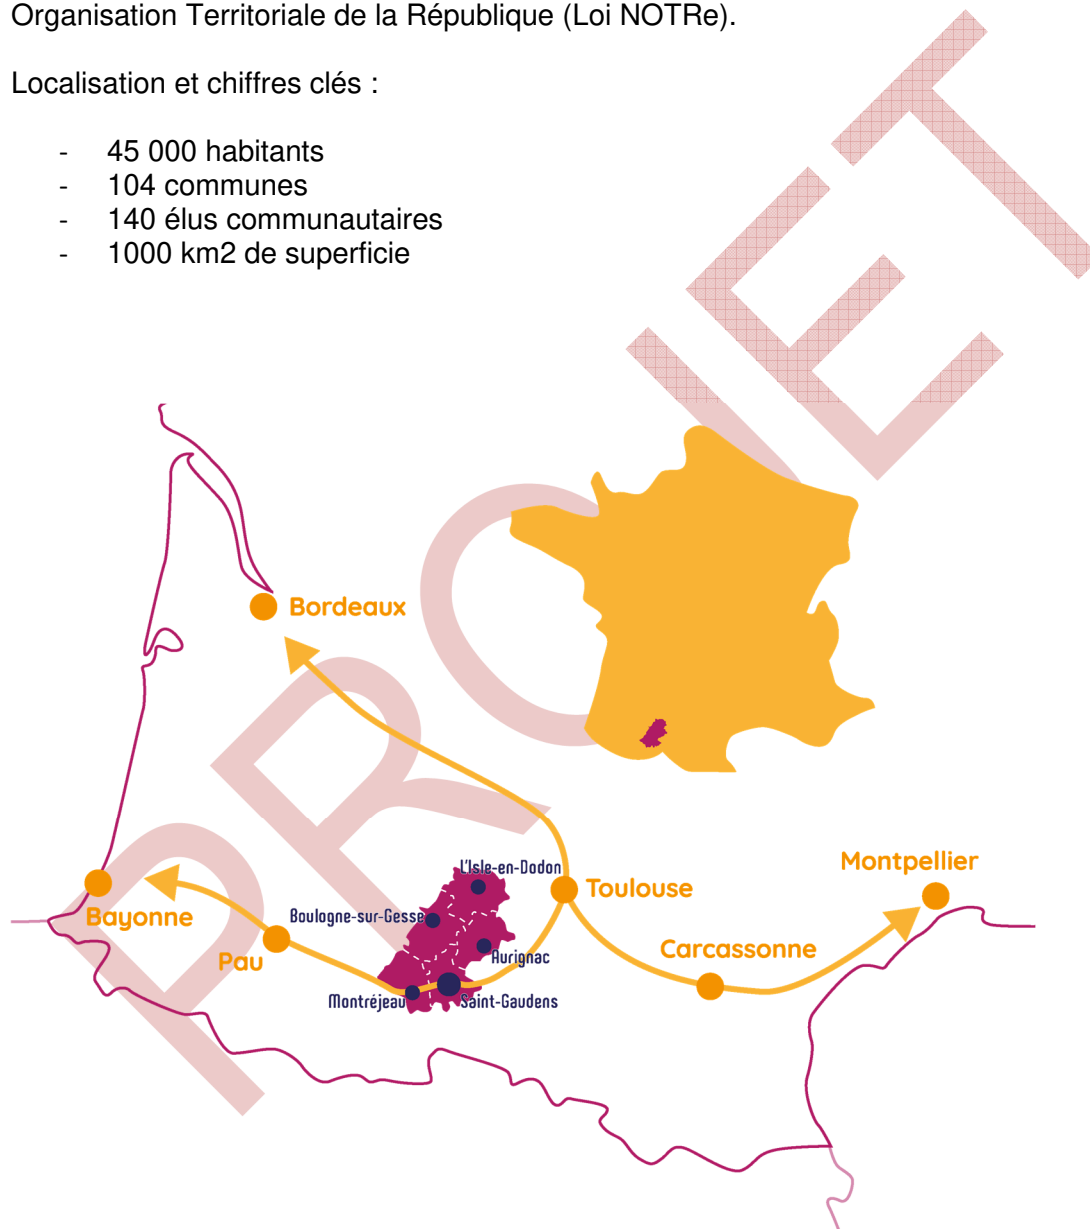 Organisation Territoriale de la République (Loi NOTRe).
Localisation et chiffres clés :
- 45 000 habitants
- 104 communes
- 140 élus communautaires
- 1000 km2 de superficie
PROJET
Bordeaux
L'Isle-en-Dodon
Toulouse
Montpellier
Bayonne
Boulogne-sur-Gesse
Pau
Aurignac
Carcassonne
Montréjeau
Saint-Gaudens